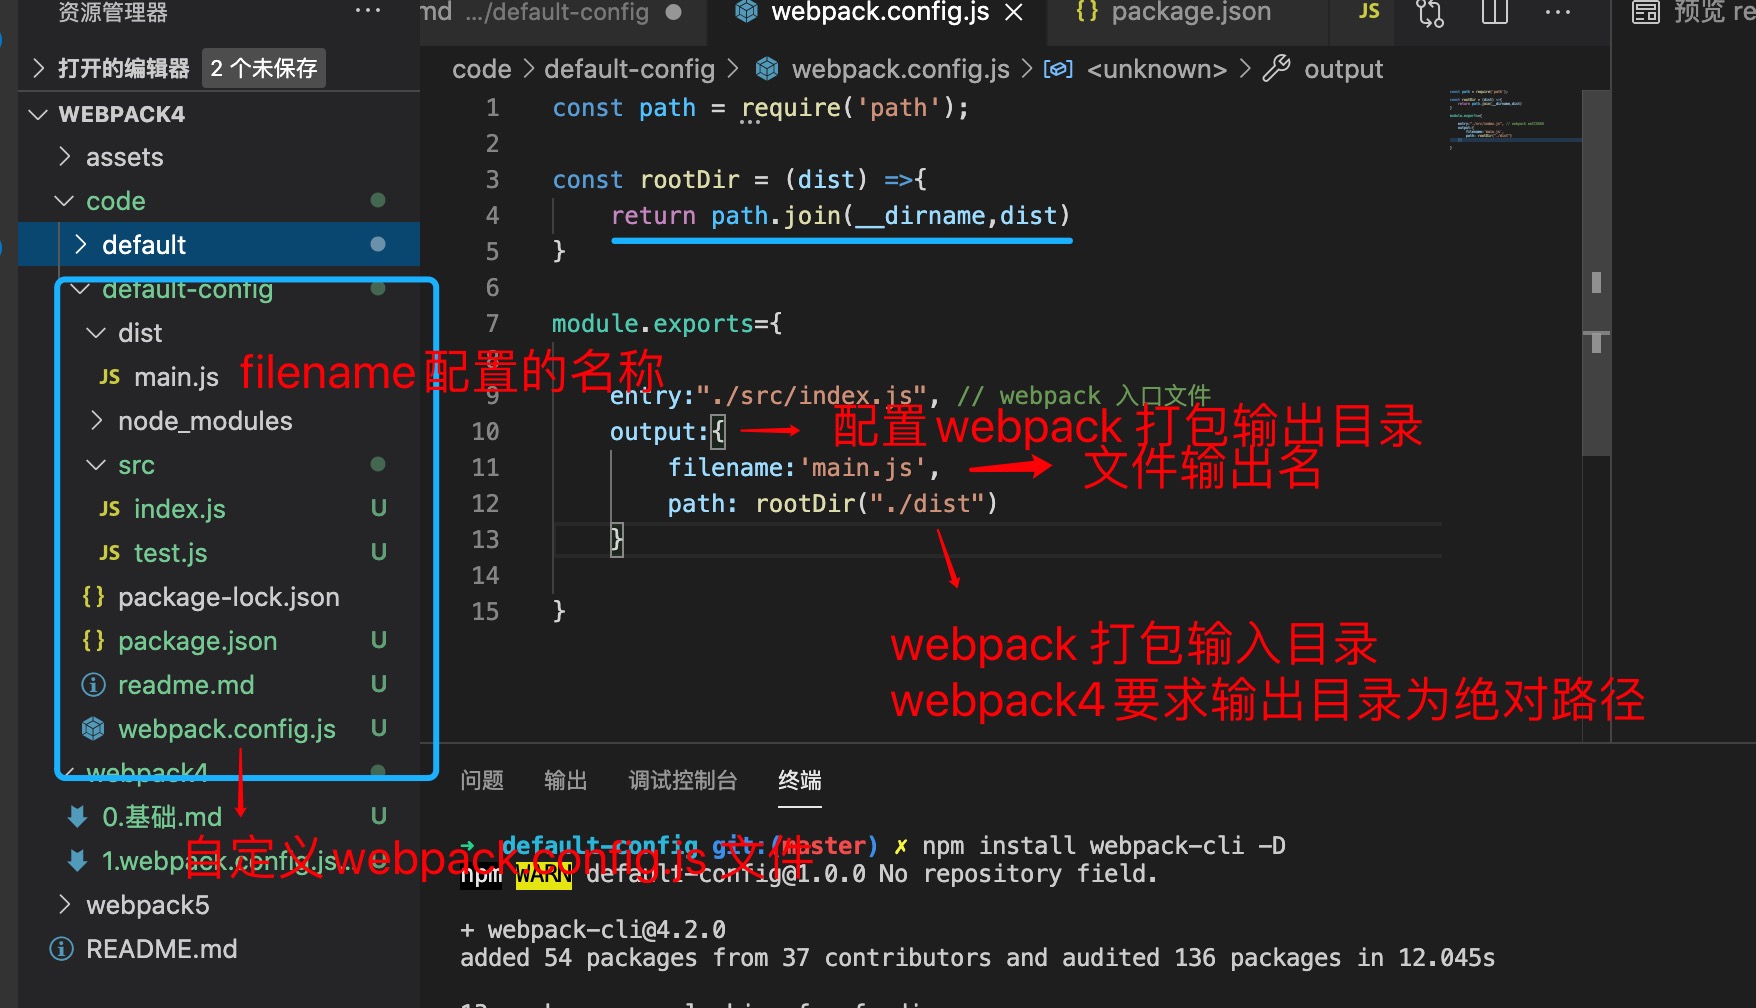 资源管理器 ···
打开的编辑器 2 个未保存
WEBPACK4
assets
code
default
default-config
dist
JS main.js
node_modules
src
JS index.js U
JS test.js U
{} package-lock.json
{} package.json U
readme.md U
webpack.config.js U
webpack4
0.基础.md U
1.webpack.config.js... U
webpack5
README.md
filename配置的名称
自定义webpack.config.js 文件
md .../default-config ● webpack.config.js × {} package.json JS ··· 预览 re
code > default-config > webpack.config.js > <unknown> > output
1 const path = require('path');
2
3 const rootDir = (dist) =>{
4 return path.join(__dirname,dist)
5 }
6
7 module.exports={
8
9 entry:"./src/index.js", // webpack 入口文件
10 output:{
11 filename:'main.js',
12 path: rootDir("./dist")
13 }
14
15 }
配置webpack 打包输出目录
文件输出名
webpack 打包输入目录
webpack4要求输出目录为绝对路径
问题 输出 调试控制台 终端
➜ default-config git:(master) ✗ npm install webpack-cli -D
npm WARN default-config@1.0.0 No repository field.
+ webpack-cli@4.2.0
added 54 packages from 37 contributors and audited 136 packages in 12.045s